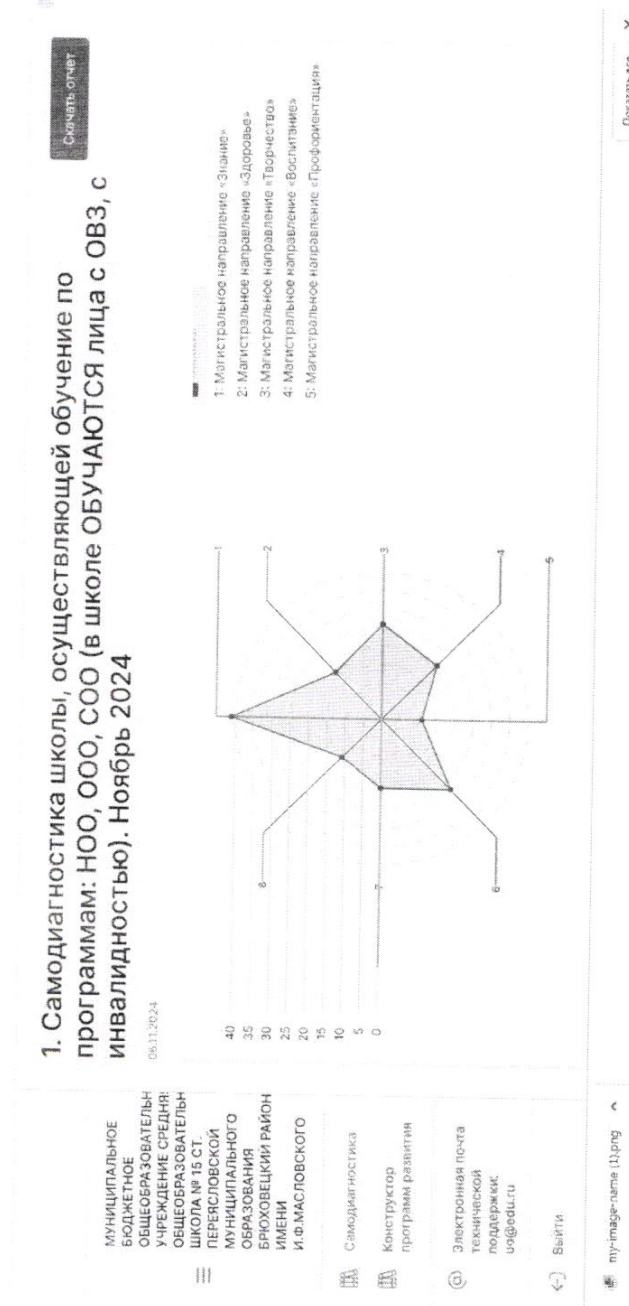 1. Самодиагностика школы, осуществляющей обучение по
программам: НОО, ООО, СОО (в школе ОБУЧАЮТСЯ лица с ОВЗ, с
инвалидностью). Ноябрь 2024
Скачать отчет
06.11.2024
МУНИЦИПАЛЬНОЕ
БЮДЖЕТНОЕ
ОБЩЕОБРАЗОВАТЕЛЬН
УЧРЕЖДЕНИЕ СРЕДНЯ
ОБЩЕОБРАЗОВАТЕЛЬН
ШКОЛА № 15 СТ.
ПЕРЕЯСЛОВСКОЙ
МУНИЦИПАЛЬНОГО
ОБРАЗОВАНИЯ
БРЮХОВЕЦКИЙ РАЙОН
ИМЕНИ
И.Ф.МАСЛОВСКОГО
Самодиагностика
Конструктор
программ развития
Электронная почта
технической
поддержки:
Выйти
40
35
30
25
20
15
10
5
0
1
2
3
4
5
6
7
8
1: Магистральное направление «Знание»
2: Магистральное направление «Здоровье»
3: Магистральное направление «Творчество»
4: Магистральное направление «Воспитание»
5: Магистральное направление «Профориентация»
my-image-name (1).png